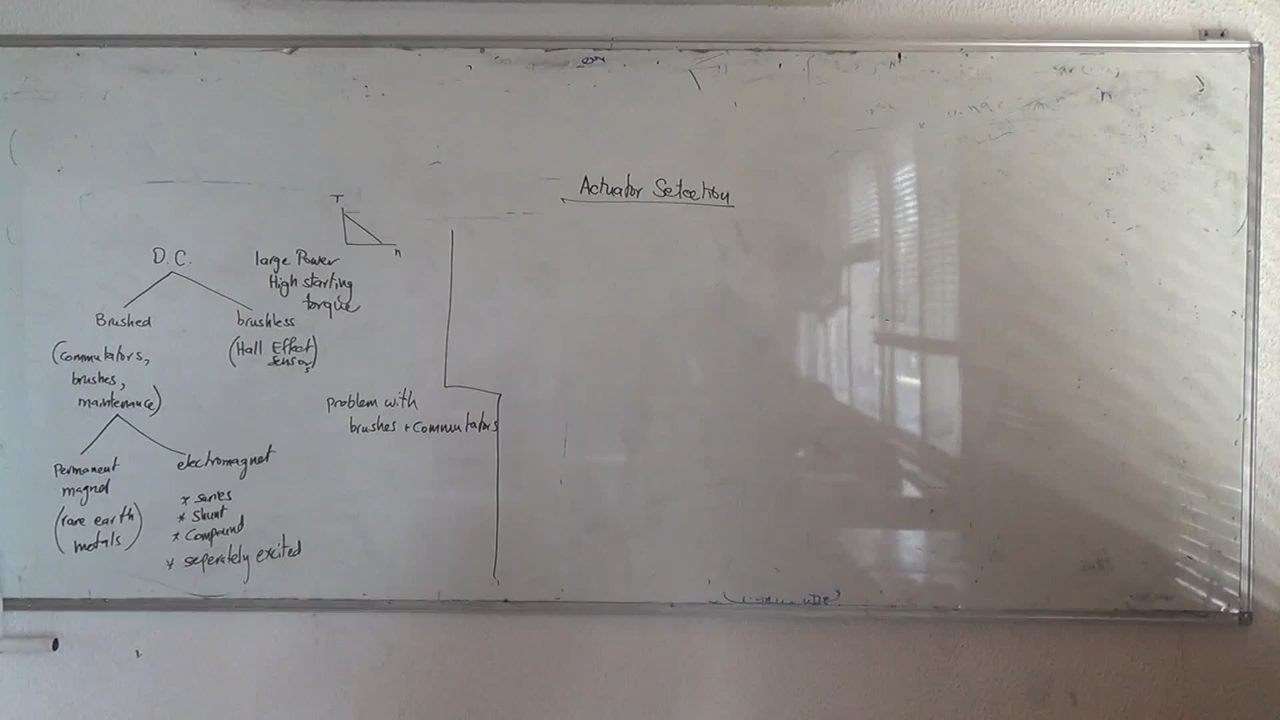 Actuator Selection
T
n
D.C.
large Power
High starting
torque
Brushed
brushless
(Commutators,
brushes,
maintenance)
(Hall Effect
sensors)
problem with
brushes + Commutators
Permanent
magnet
(rare earth
metals)
electromagnet
* series
* Shunt
* Compound
* seperately excited
n